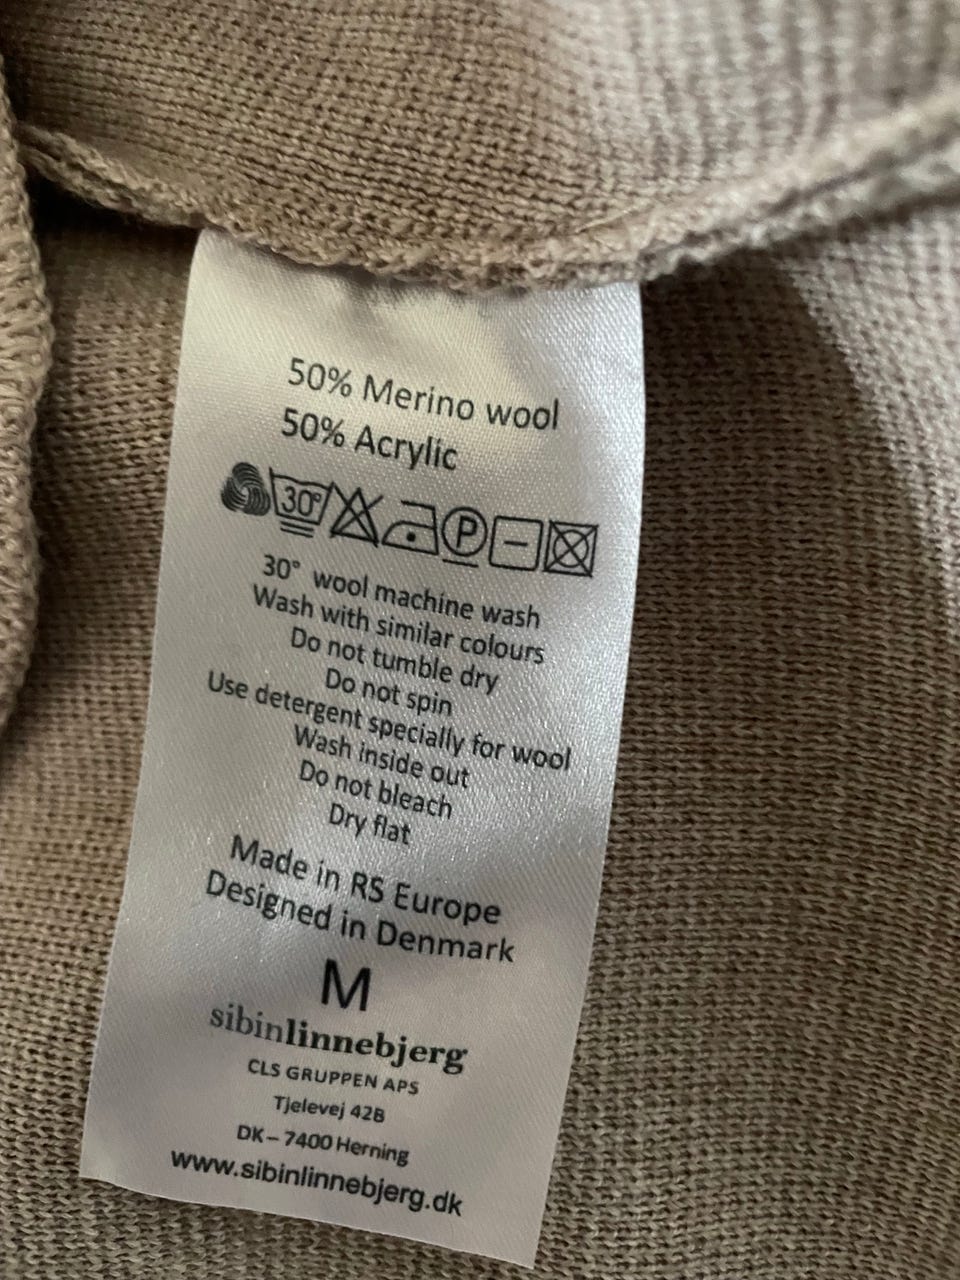 50% Merino wool
50% Acrylic
30° P
30° wool machine wash
Wash with similar colours
Do not tumble dry
Do not spin
Use detergent specially for wool
Wash inside out
Do not bleach
Dry flat
Made in RS Europe
Designed in Denmark
M
sibinlinnebjerg
CLS GRUPPEN APS
Tjelevej 42B
DK – 7400 Herning
www.sibinlinnebjerg.dk